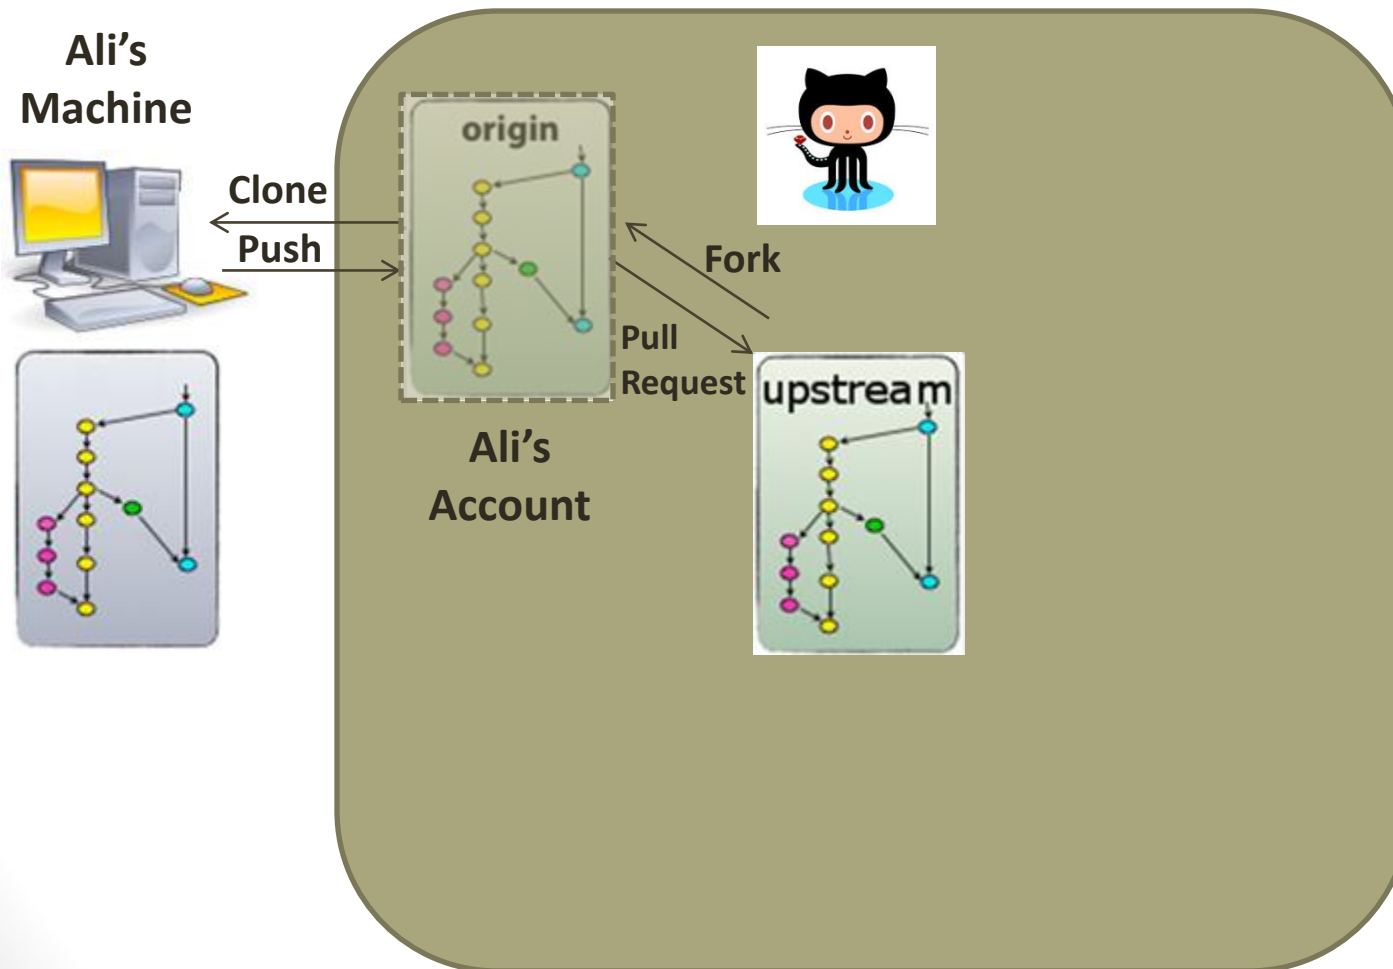 Ali’s
Machine
origin
Clone
Push
Fork
Pull
Request
upstream
Ali’s
Account